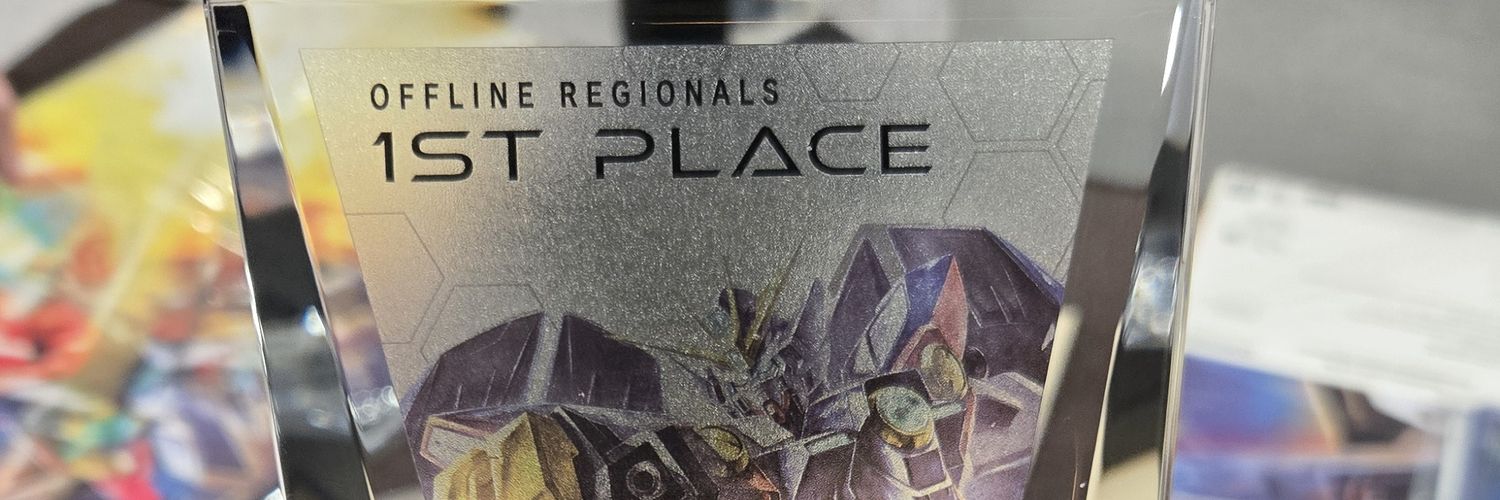 OFFLINE REGIONALS
1ST PLACE